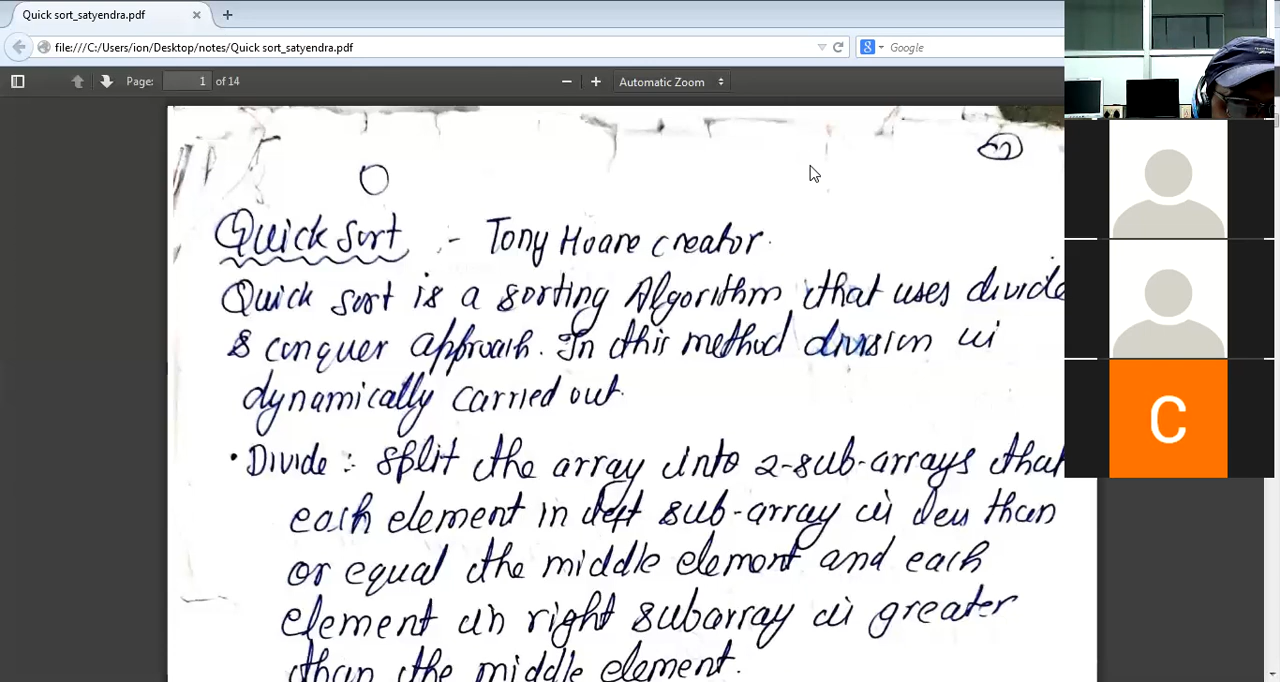 Quick sort_satyendra.pdf
file:///C:/Users/ion/Desktop/notes/Quick sort_satyendra.pdf
Google
Page: 1 of 14
Automatic Zoom
Quick Sort :- Tony Hoare creator.
Quick sort is a sorting Algorithm that uses divide
& conquer approach. In this method division is
dynamically carried out.
• Divide :- split the array into 2-sub-arrays that
each element in left sub-array is less than
or equal the middle element and each
element in right subarray is greater
than the middle element.
C